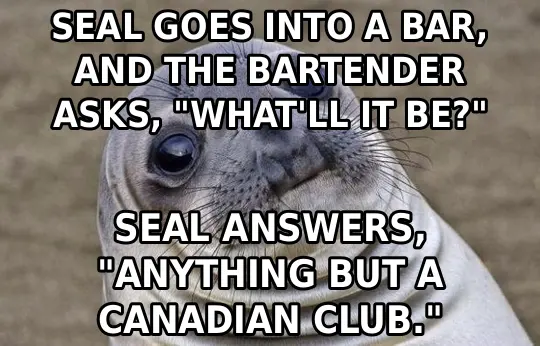 SEAL GOES INTO A BAR,
AND THE BARTENDER
ASKS, "WHAT'LL IT BE?"
SEAL ANSWERS,
"ANYTHING BUT A
CANADIAN CLUB."